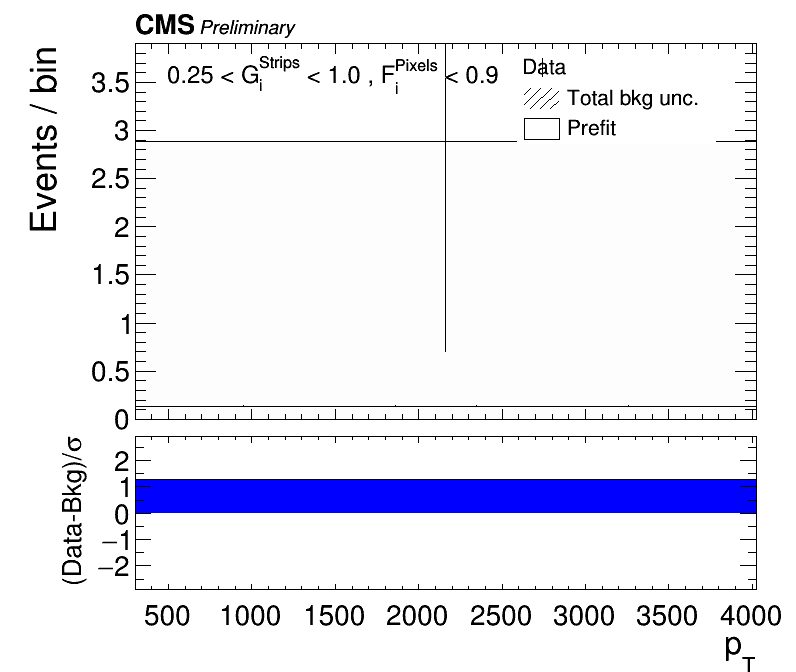 CMS Preliminary
0.25 < G_i^Strips < 1.0 , F_i^Pixels < 0.9
Data
Total bkg unc.
Prefit
Events / bin
3.5
3
2.5
2
1.5
1
0.5
0
(Data-Bkg)/σ
2
1
0
−1
−2
500 1000 1500 2000 2500 3000 3500 4000
p_T